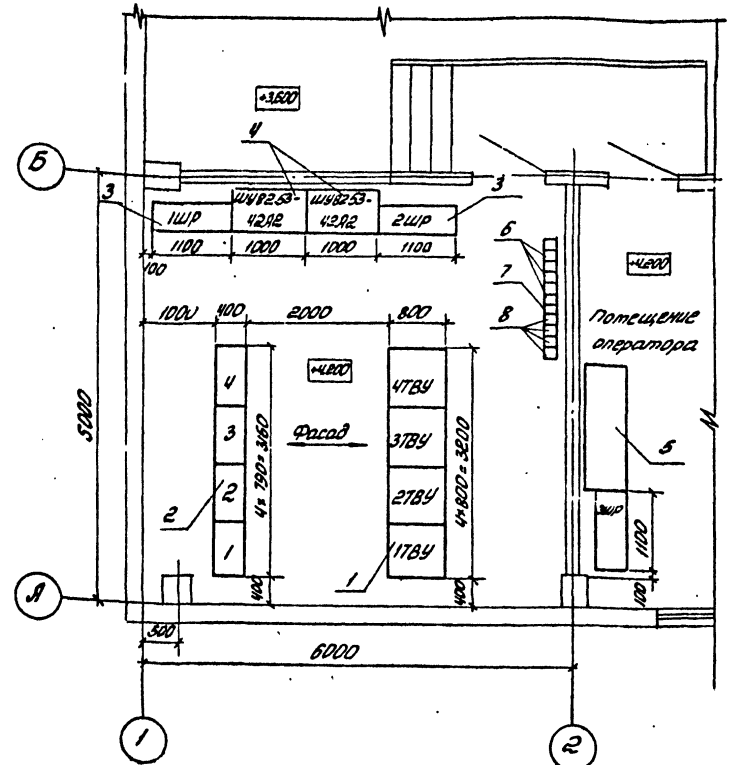 +3,600
4
Б
3
1ШР
ШУ8253-
42А2
ШУ8253-
43А2
2ШР
3
1100
1000
1000
1100
100
6
7
8
+4.200
Помещение
оператора
1000
400
2000
800
+4.200
Фасад
5000
4
3
2
1
2
4×790=3160
400
4ТВУ
3ТВУ
2ТВУ
1ТВУ
1
4×800=3200
400
5
3ШР
1100
100
А
300
6000
1
2